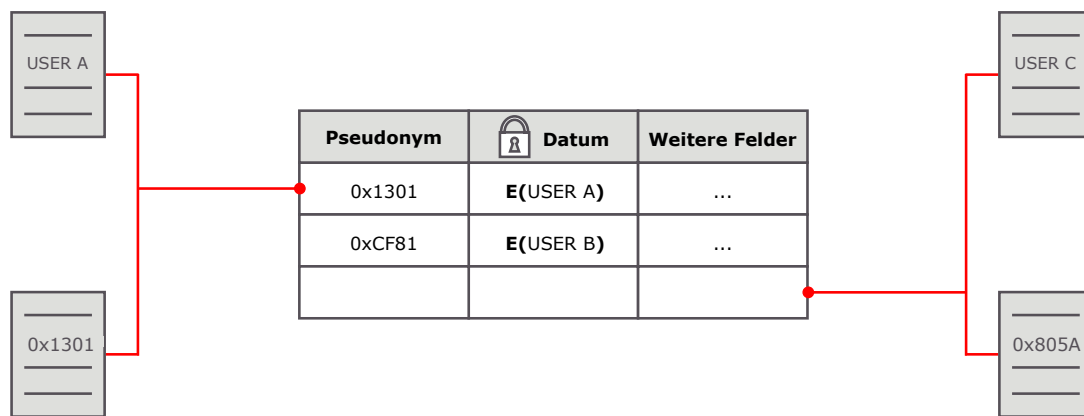 USER A
USER C
Pseudonym Datum Weitere Felder
0x1301 E(USER A) ...
0xCF81 E(USER B) ...
0x1301
0x805A